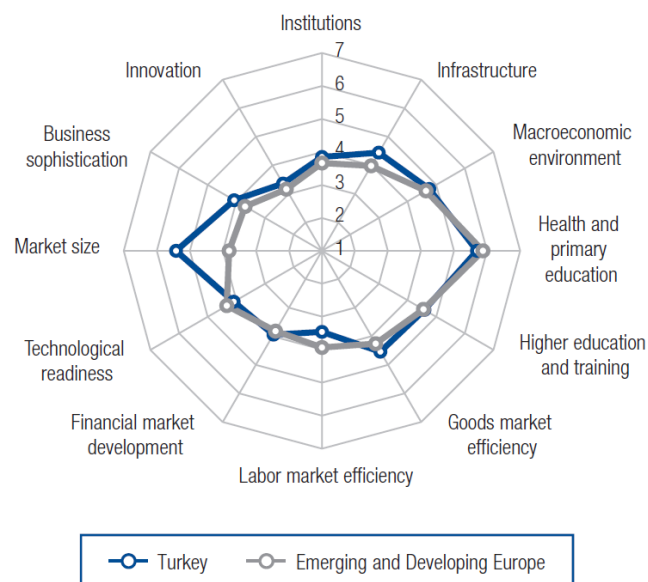 Institutions
Infrastructure
Macroeconomic
environment
Health and
primary
education
Higher education
and training
Goods market
efficiency
Labor market efficiency
Financial market
development
Technological
readiness
Market size
Business
sophistication
Innovation
7
6
5
4
3
2
1
Turkey
Emerging and Developing Europe